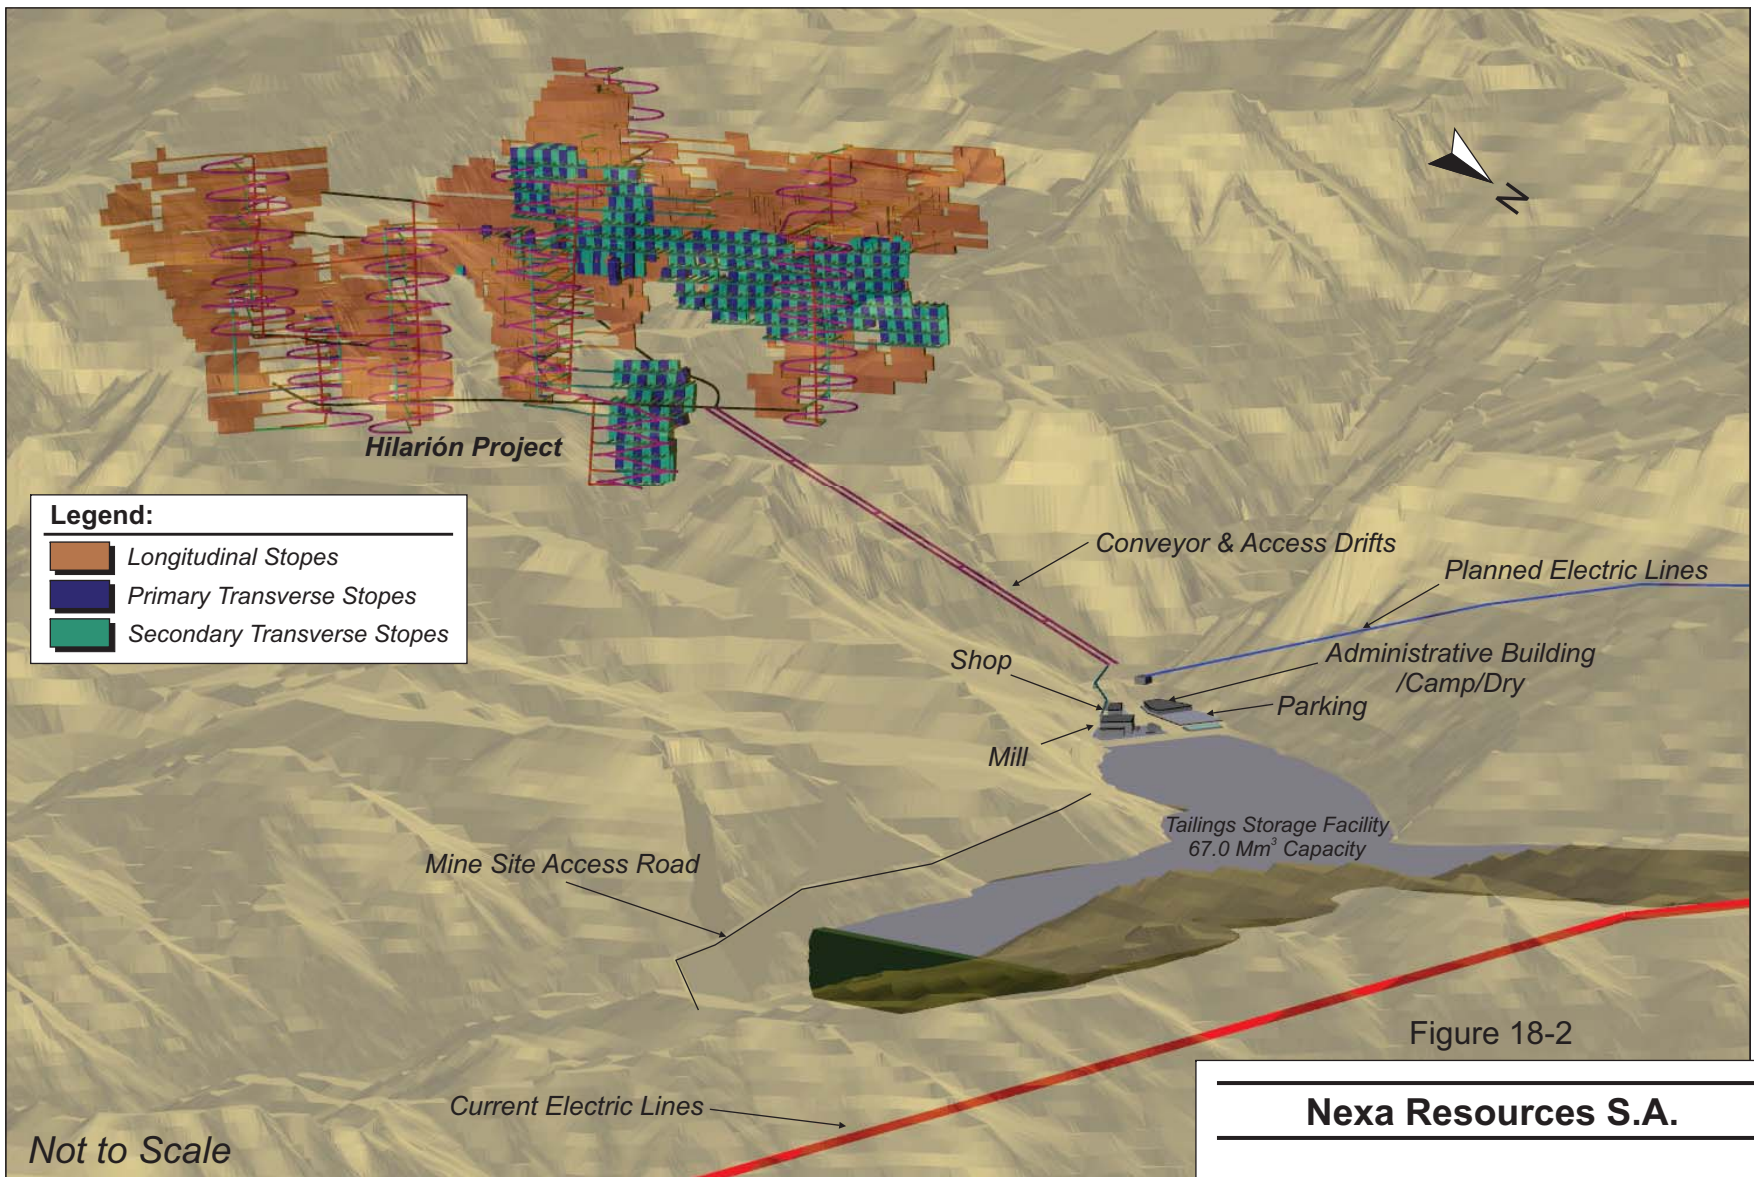 N
Hilarión Project
Legend:
Longitudinal Stopes
Primary Transverse Stopes
Secondary Transverse Stopes
Conveyor & Access Drifts
Planned Electric Lines
Shop
Administrative Building
/Camp/Dry
Parking
Mill
Tailings Storage Facility
67.0 Mm³ Capacity
Mine Site Access Road
Current Electric Lines
Not to Scale
Figure 18-2
Nexa Resources S.A.